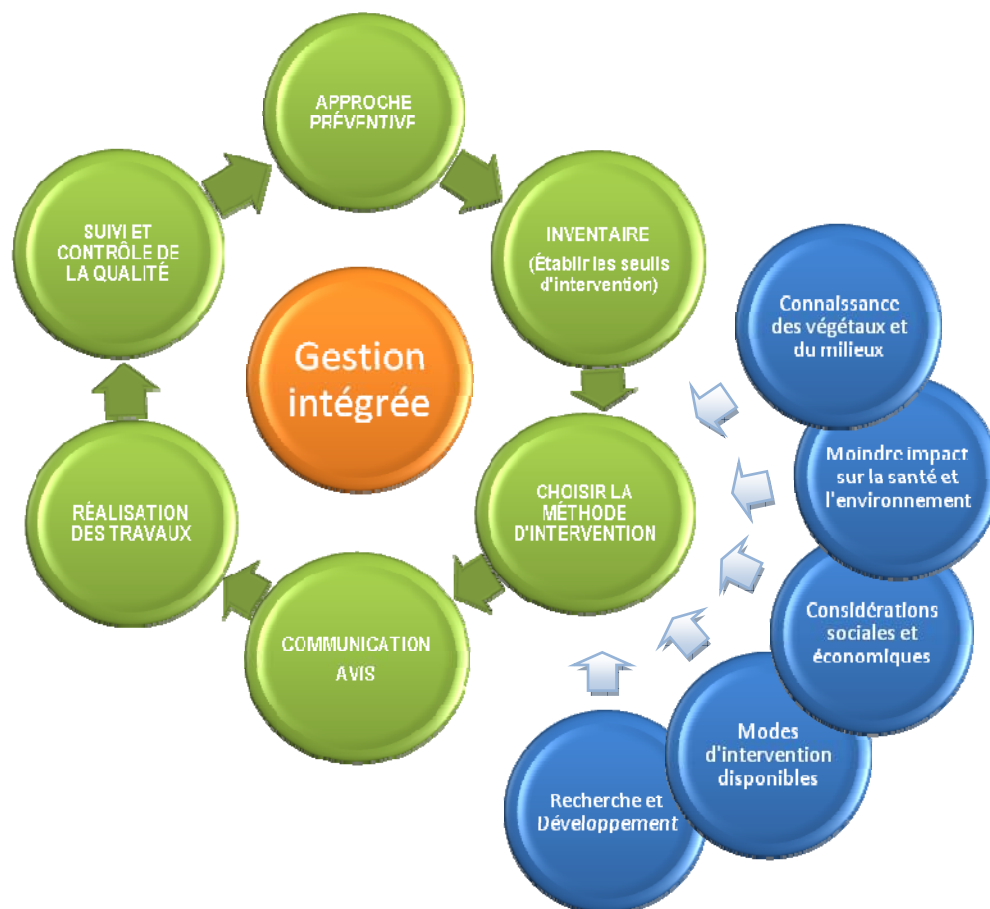 APPROCHE
PRÉVENTIVE
INVENTAIRE
(Établir les seuils
d'intervention)
CHOISIR LA
MÉTHODE
D'INTERVENTION
COMMUNICATION
AVIS
RÉALISATION
DES TRAVAUX
SUIVI ET
CONTRÔLE DE
LA QUALITÉ
Gestion
intégrée
Connaissance
des végétaux et
du milieux
Moindre impact
sur la santé et
l'environnement
Considérations
sociales et
économiques
Modes
d'intervention
disponibles
Recherche et
Développement